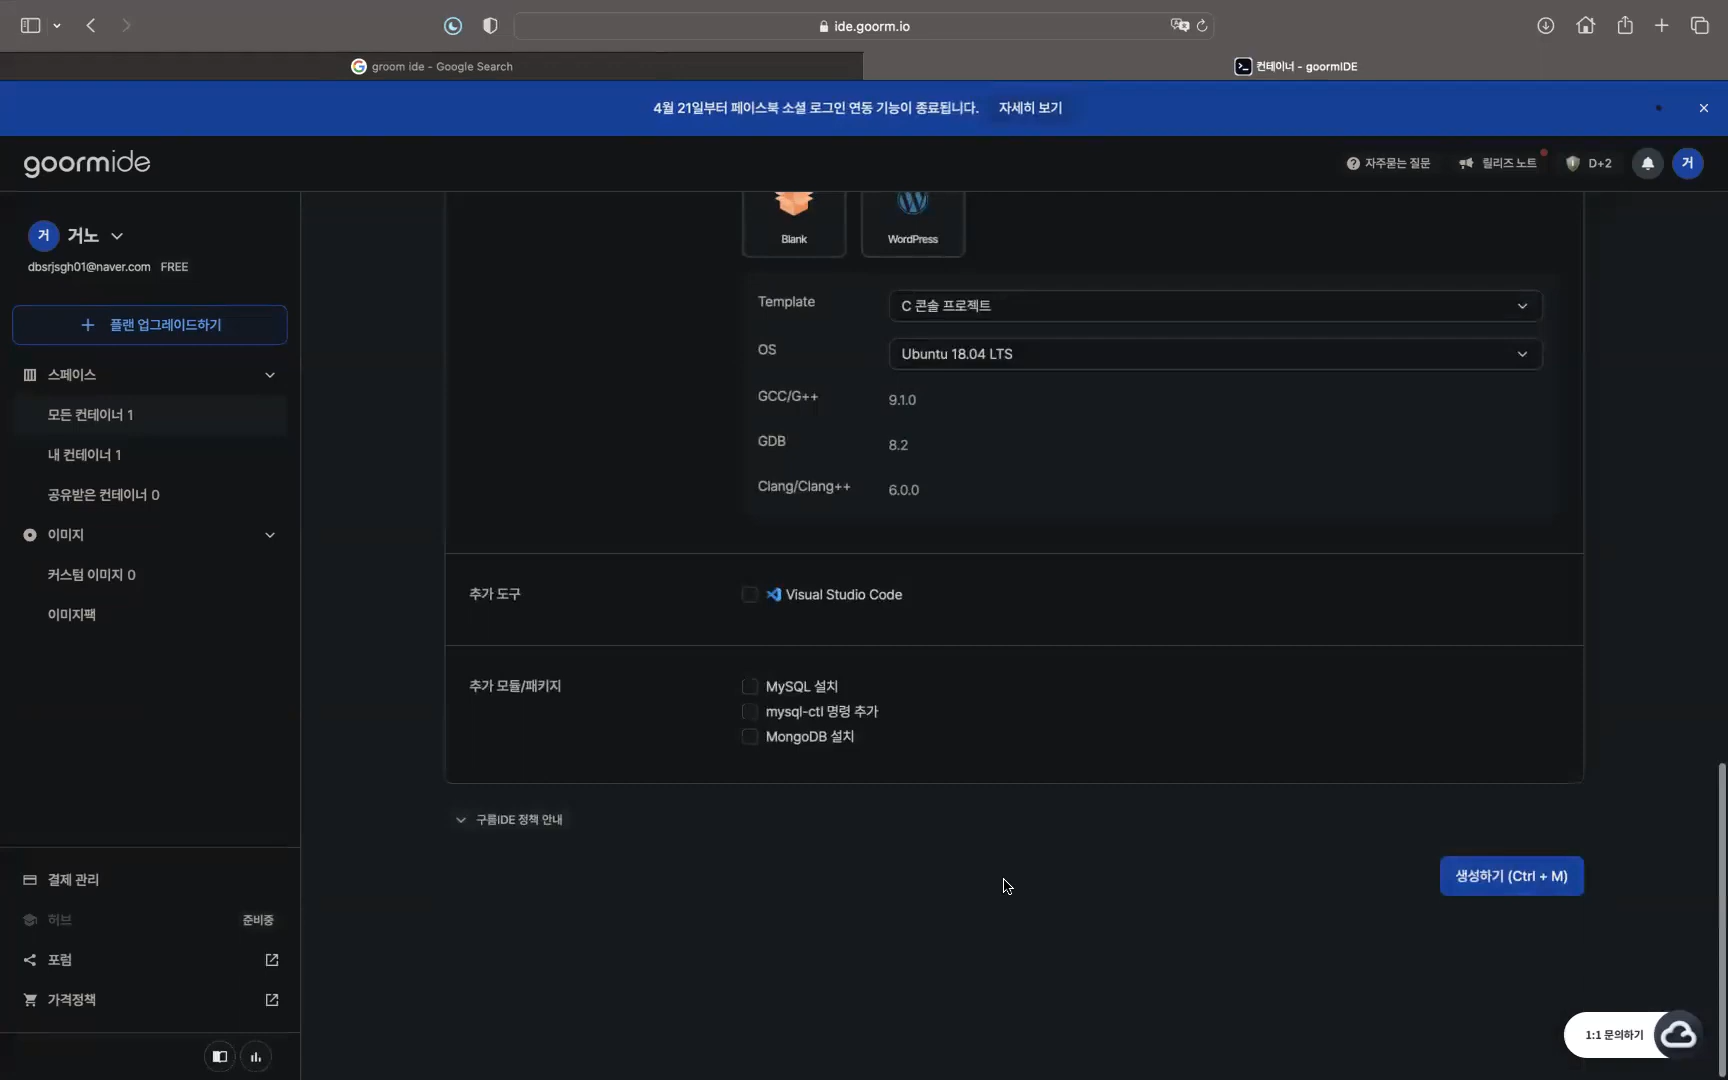 ide.goorm.io
groom ide - Google Search
컨테이너 - goormIDE
4월 21일부터 페이스북 소셜 로그인 연동 기능이 종료됩니다. 자세히 보기
goormide
자주묻는 질문
릴리즈 노트
D+2
거
거
거노
dbsrjsgh01@naver.com FREE
플랜 업그레이드하기
스페이스
모든 컨테이너 1
내 컨테이너 1
공유받은 컨테이너 0
이미지
커스텀 이미지 0
이미지팩
결제 관리
허브
준비중
포럼
가격정책
Blank
WordPress
Template
C 콘솔 프로젝트
OS
Ubuntu 18.04 LTS
GCC/G++
9.1.0
GDB
8.2
Clang/Clang++
6.0.0
추가 도구
Visual Studio Code
추가 모듈/패키지
MySQL 설치
mysql-ctl 명령 추가
MongoDB 설치
구름IDE 정책 안내
생성하기 (Ctrl + M)
1:1 문의하기